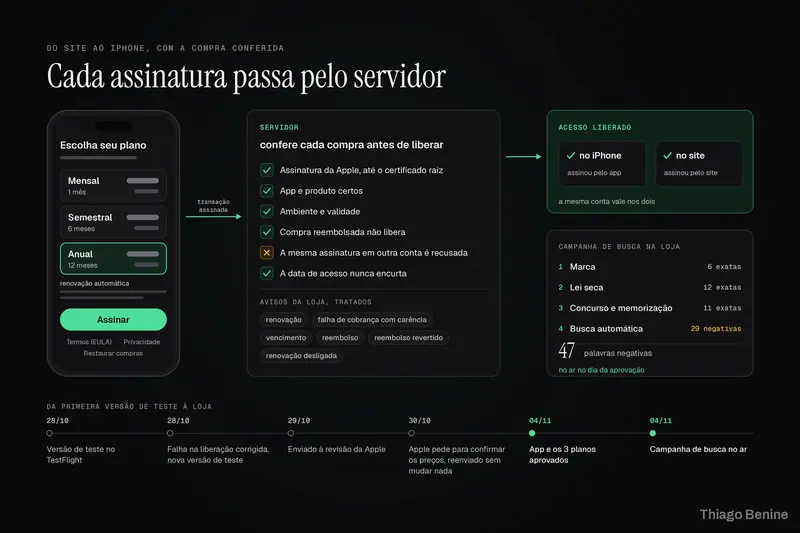 DO SITE AO IPHONE, COM A COMPRA CONFERIDA
Cada assinatura passa pelo servidor
Escolha seu plano
Mensal
1 mês
Semestral
6 meses
Anual
12 meses
renovação automática
Assinar
Termos (EULA) Privacidade
Restaurar compras
transação
assinada
SERVIDOR
confere cada compra antes de liberar
Assinatura da Apple, até o certificado raiz
App e produto certos
Ambiente e validade
Compra reembolsada não libera
A mesma assinatura em outra conta é recusada
A data de acesso nunca encurta
AVISOS DA LOJA, TRATADOS
renovação
falha de cobrança com carência
vencimento
reembolso
reembolso revertido
renovação desligada
ACESSO LIBERADO
no iPhone
assinou pelo app
no site
assinou pelo site
a mesma conta vale nos dois
CAMPANHA DE BUSCA NA LOJA
1 Marca 6 exatas
2 Lei seca 12 exatas
3 Concurso e memorização 11 exatas
4 Busca automática 29 negativas
47 palavras negativas
no ar no dia da aprovação
DA PRIMEIRA VERSÃO DE TESTE À LOJA
28/10
Versão de teste no
TestFlight
28/10
Falha na liberação corrigida,
nova versão de teste
29/10
Enviado à revisão da Apple
30/10
Apple pede para confirmar
os preços, reenviado sem
mudar nada
04/11
App e os 3 planos
aprovados
04/11
Campanha de busca no ar
Thiago Benine